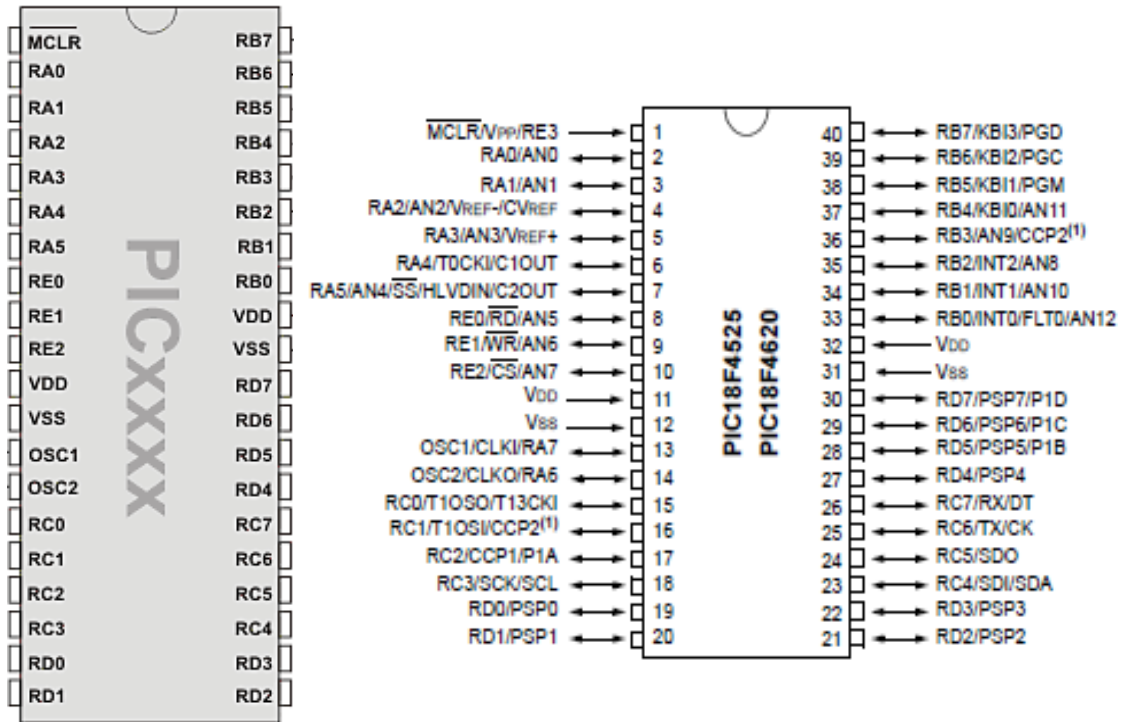 MCLR RB7
RA0 RB6
RA1 RB5
RA2 RB4
RA3 RB3
RA4 RB2
RA5 RB1
RE0 RB0
RE1 VDD
RE2 VSS
VDD RD7
VSS RD6
OSC1 RD5
OSC2 RD4
RC0 RC7
RC1 RC6
RC2 RC5
RC3 RC4
RD0 RD3
RD1 RD2
PICxxxx
MCLR/VPP/RE3 1 40 RB7/KBI3/PGD
RA0/AN0 2 39 RB6/KBI2/PGC
RA1/AN1 3 38 RB5/KBI1/PGM
RA2/AN2/VREF-/CVREF 4 37 RB4/KBI0/AN11
RA3/AN3/VREF+ 5 36 RB3/AN9/CCP2(1)
RA4/T0CKI/C1OUT 6 35 RB2/INT2/AN8
RA5/AN4/SS/HLVDIN/C2OUT 7 34 RB1/INT1/AN10
RE0/RD/AN5 8 33 RB0/INT0/FLT0/AN12
RE1/WR/AN6 9 32 VDD
RE2/CS/AN7 10 31 VSS
VDD 11 30 RD7/PSP7/P1D
VSS 12 29 RD6/PSP6/P1C
OSC1/CLKI/RA7 13 28 RD5/PSP5/P1B
OSC2/CLKO/RA6 14 27 RD4/PSP4
RC0/T1OSO/T13CKI 15 26 RC7/RX/DT
RC1/T1OSI/CCP2(1) 16 25 RC6/TX/CK
RC2/CCP1/P1A 17 24 RC5/SDO
RC3/SCK/SCL 18 23 RC4/SDI/SDA
RD0/PSP0 19 22 RD3/PSP3
RD1/PSP1 20 21 RD2/PSP2
PIC18F4525
PIC18F4620